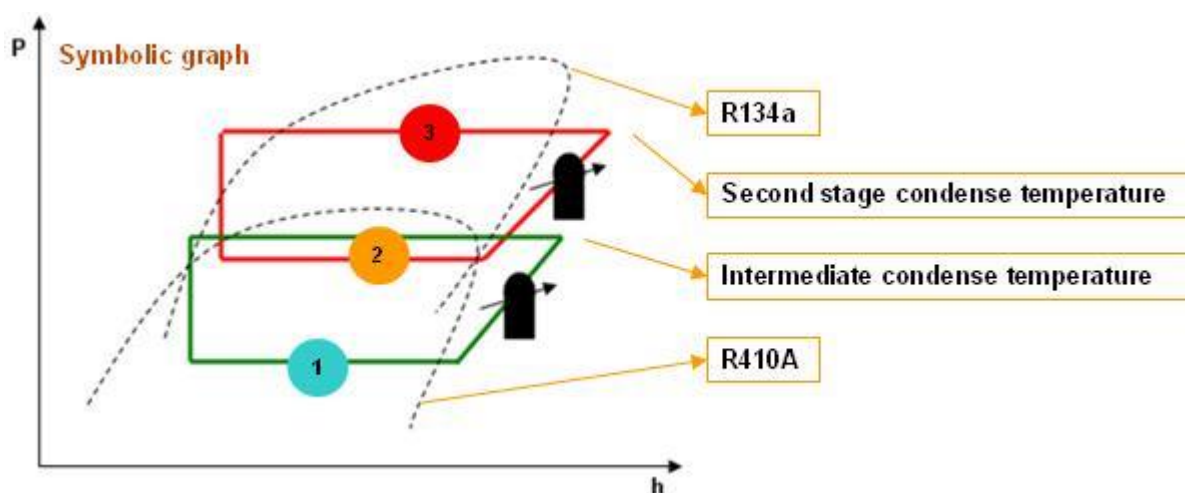 P
Symbolic graph
R134a
3
Second stage condense temperature
2
Intermediate condense temperature
1
R410A
h